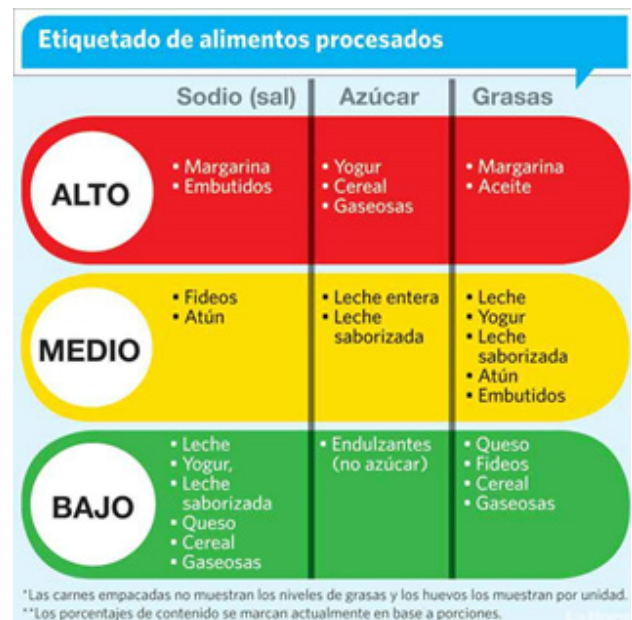 Etiquetado de alimentos procesados
Sodio (sal)
Azúcar
Grasas
ALTO
• Margarina
• Embutidos
• Yogur
• Cereal
• Gaseosas
• Margarina
• Aceite
MEDIO
• Fideos
• Atún
• Leche entera
• Leche
saborizada
• Leche
• Yogur
• Leche
saborizada
• Atún
• Embutidos
BAJO
• Leche
• Yogur,
• Leche
saborizada
• Queso
• Cereal
• Gaseosas
• Endulzantes
(no azúcar)
• Queso
• Fideos
• Cereal
• Gaseosas
*Las carnes empacadas no muestran los niveles de grasas y los huevos los muestran por unidad.
**Los porcentajes de contenido se marcan actualmente en base a porciones.